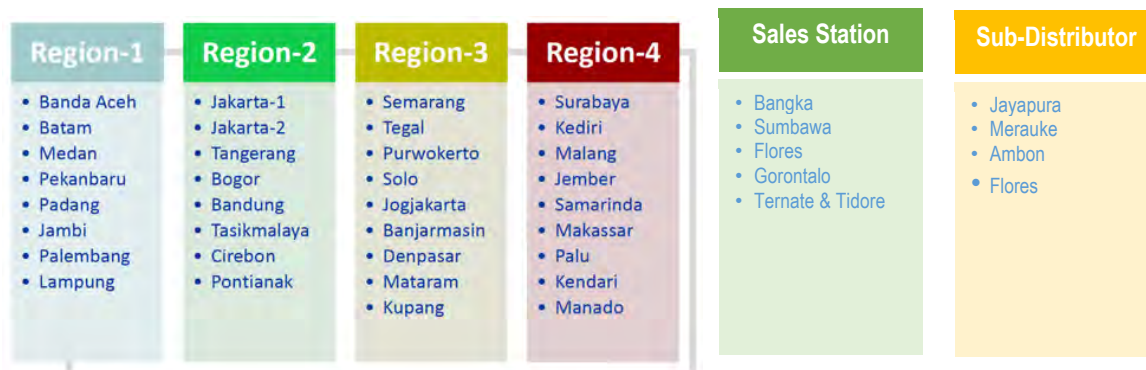 Region-1
• Banda Aceh
• Batam
• Medan
• Pekanbaru
• Padang
• Jambi
• Palembang
• Lampung
Region-2
• Jakarta-1
• Jakarta-2
• Tangerang
• Bogor
• Bandung
• Tasikmalaya
• Cirebon
• Pontianak
Region-3
• Semarang
• Tegal
• Purwokerto
• Solo
• Jogjakarta
• Banjarmasin
• Denpasar
• Mataram
• Kupang
Region-4
• Surabaya
• Kediri
• Malang
• Jember
• Samarinda
• Makassar
• Palu
• Kendari
• Manado
Sales Station
• Bangka
• Sumbawa
• Flores
• Gorontalo
• Ternate & Tidore
Sub-Distributor
• Jayapura
• Merauke
• Ambon
• Flores